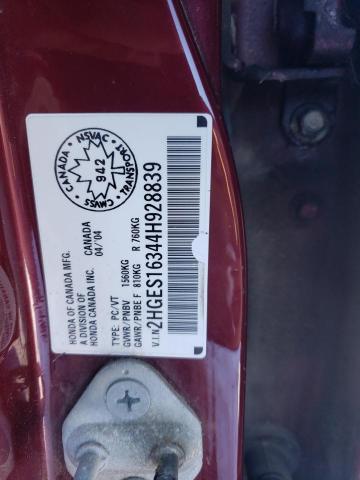 HONDA OF CANADA MFG.
A DIVISION OF CANADA
HONDA CANADA INC. 04/04
TYPE: PC/VT
GVWR/PNBV 1560KG
GAWR/PNBE F 810KG R 760KG
V.I.N 2HGES16344H928839
NSVAC
CANADA
942
TRANSPORT
CMVSS